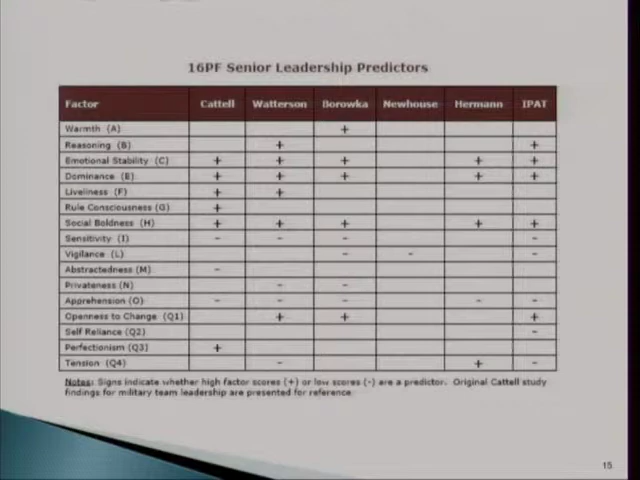 16PF Senior Leadership Predictors
Factor Cattell Watterson Borowka Newhouse Hermann IPAT
Warmth (A) +
Reasoning (B) + +
Emotional Stability (C) + + + + +
Dominance (E) + + + + +
Liveliness (F) + +
Rule Consciousness (G) +
Social Boldness (H) + + + + +
Sensitivity (I) - - - -
Vigilance (L) - - -
Abstractedness (M) -
Privateness (N) - -
Apprehension (O) - - - - -
Openness to Change (Q1) + + +
Self Reliance (Q2) -
Perfectionism (Q3) +
Tension (Q4) - + -
Notes: Signs indicate whether high factor scores (+) or low scores (-) are a predictor. Original Cattell study
findings for military team leadership are presented for reference
15